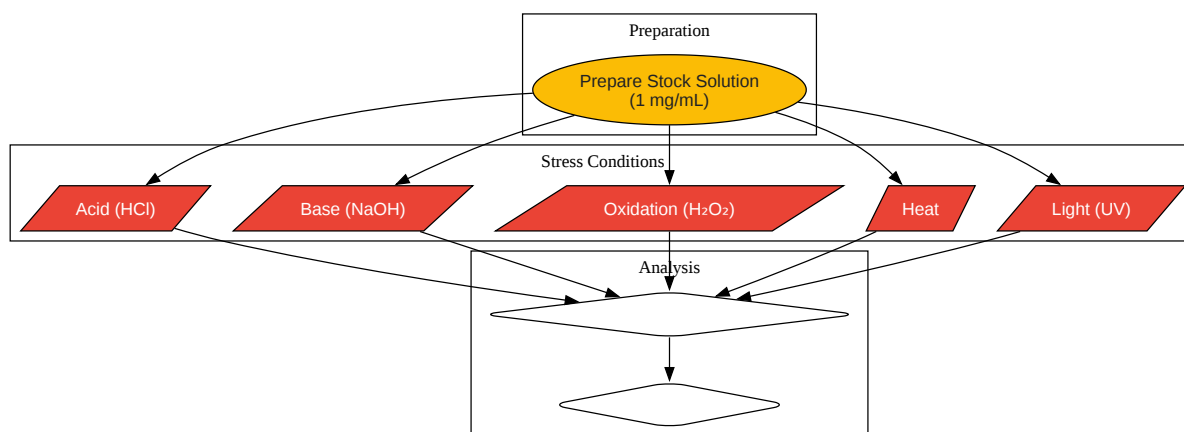 Preparation
Prepare Stock Solution
(1 mg/mL)
Stress Conditions
Acid (HCl)
Base (NaOH)
Oxidation (H₂O₂)
Heat
Light (UV)
Analysis